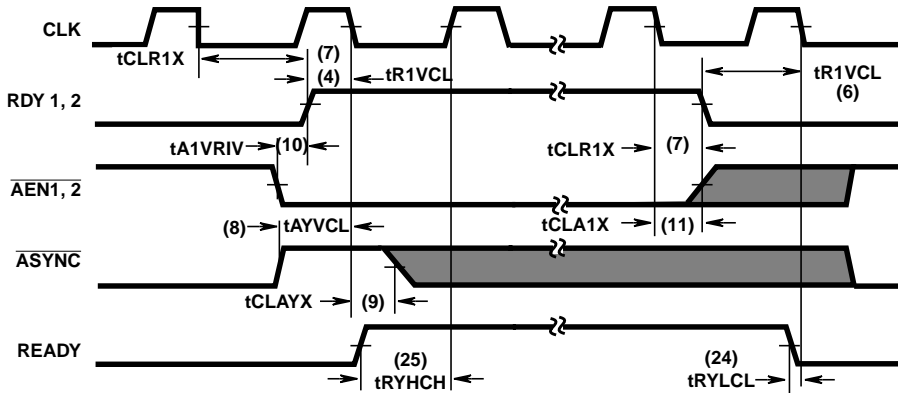 CLK
tCLR1X
(7)
(4)
tR1VCL
tR1VCL
(6)
RDY 1, 2
tA1VRIV
(10)
tCLR1X
(7)
AEN1, 2
(8)
tAYVCL
tCLA1X
(11)
ASYNC
tCLAYX
(9)
READY
(25)
tRYHCH
(24)
tRYLCL